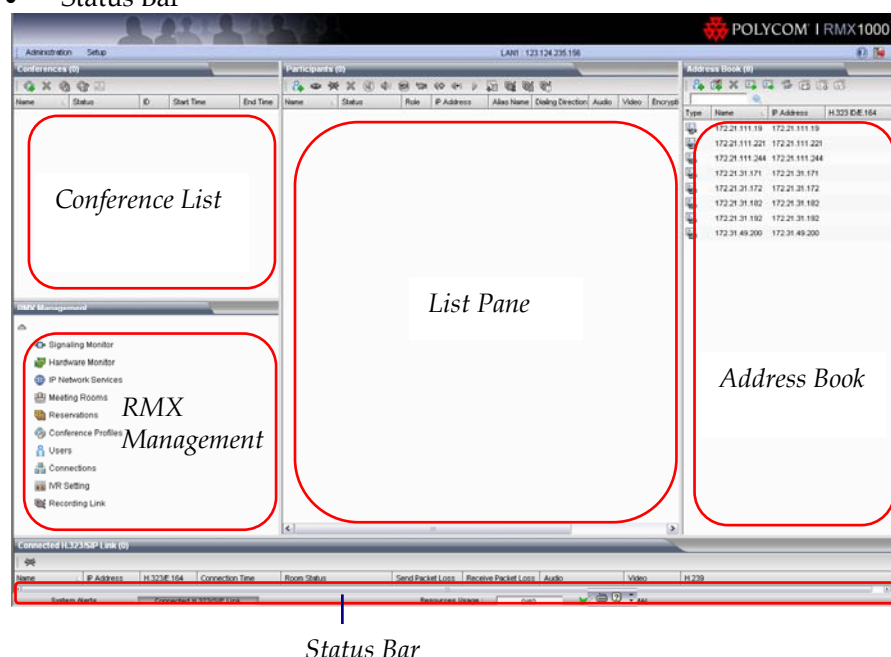 • Status Bar
POLYCOM | RMX1000
Administration Setup LAN1 : 123.124.235.156
Conferences (0)
Name Status ID Start Time End Time
Conference List
Participants (0)
Name Status Role IP Address Alias Name Dialing Direction Audio Video Encrypti
List Pane
Address Book (8)
Type Name IP Address H.323 ID/E.164
172.21.111.19 172.21.111.19
172.21.111.221 172.21.111.221
172.21.111.244 172.21.111.244
172.21.31.171 172.21.31.171
172.21.31.172 172.21.31.172
172.21.31.182 172.21.31.182
172.21.31.192 172.21.31.192
172.31.49.200 172.31.49.200
Address Book
RMX Management
Signaling Monitor
Hardware Monitor
IP Network Services
Meeting Rooms
Reservations
Conference Profiles
Users
Connections
IVR Setting
Recording Link
RMX
Management
Connected H.323/SIP Link (0)
Name IP Address H.323/E.164 Connection Time Room Status Send Packet Loss Receive Packet Loss Audio Video H.239
System Alerts Connected H.323/SIP Link Resources Usage :
Status Bar